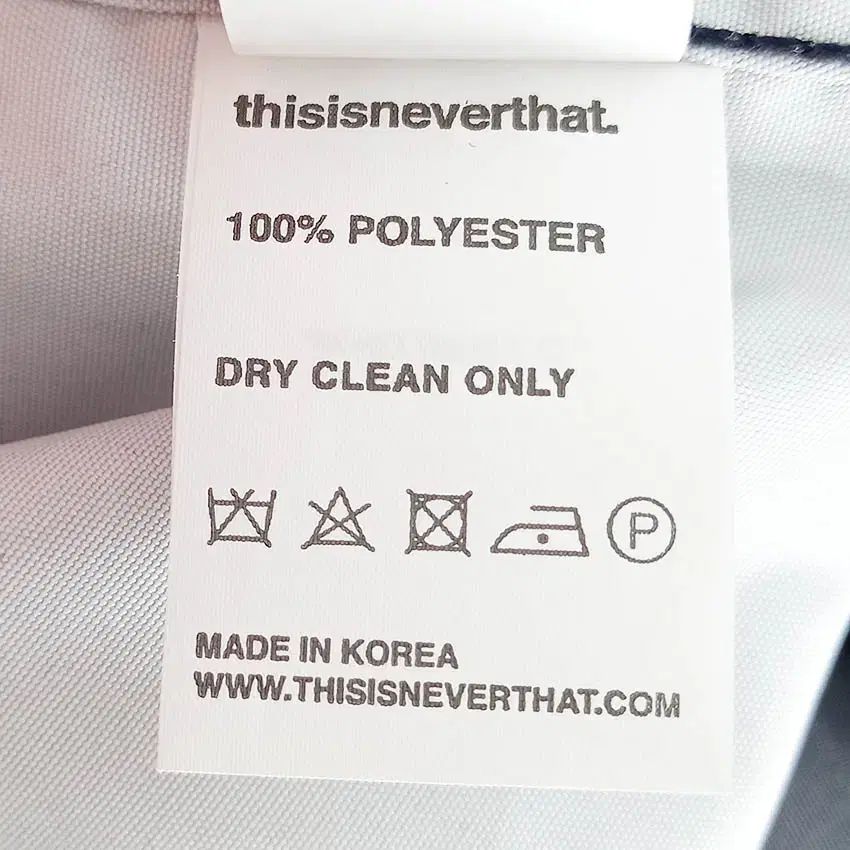 thisisneverthat.
100% POLYESTER
DRY CLEAN ONLY
P
MADE IN KOREA
WWW.THISISNEVERTHAT.COM